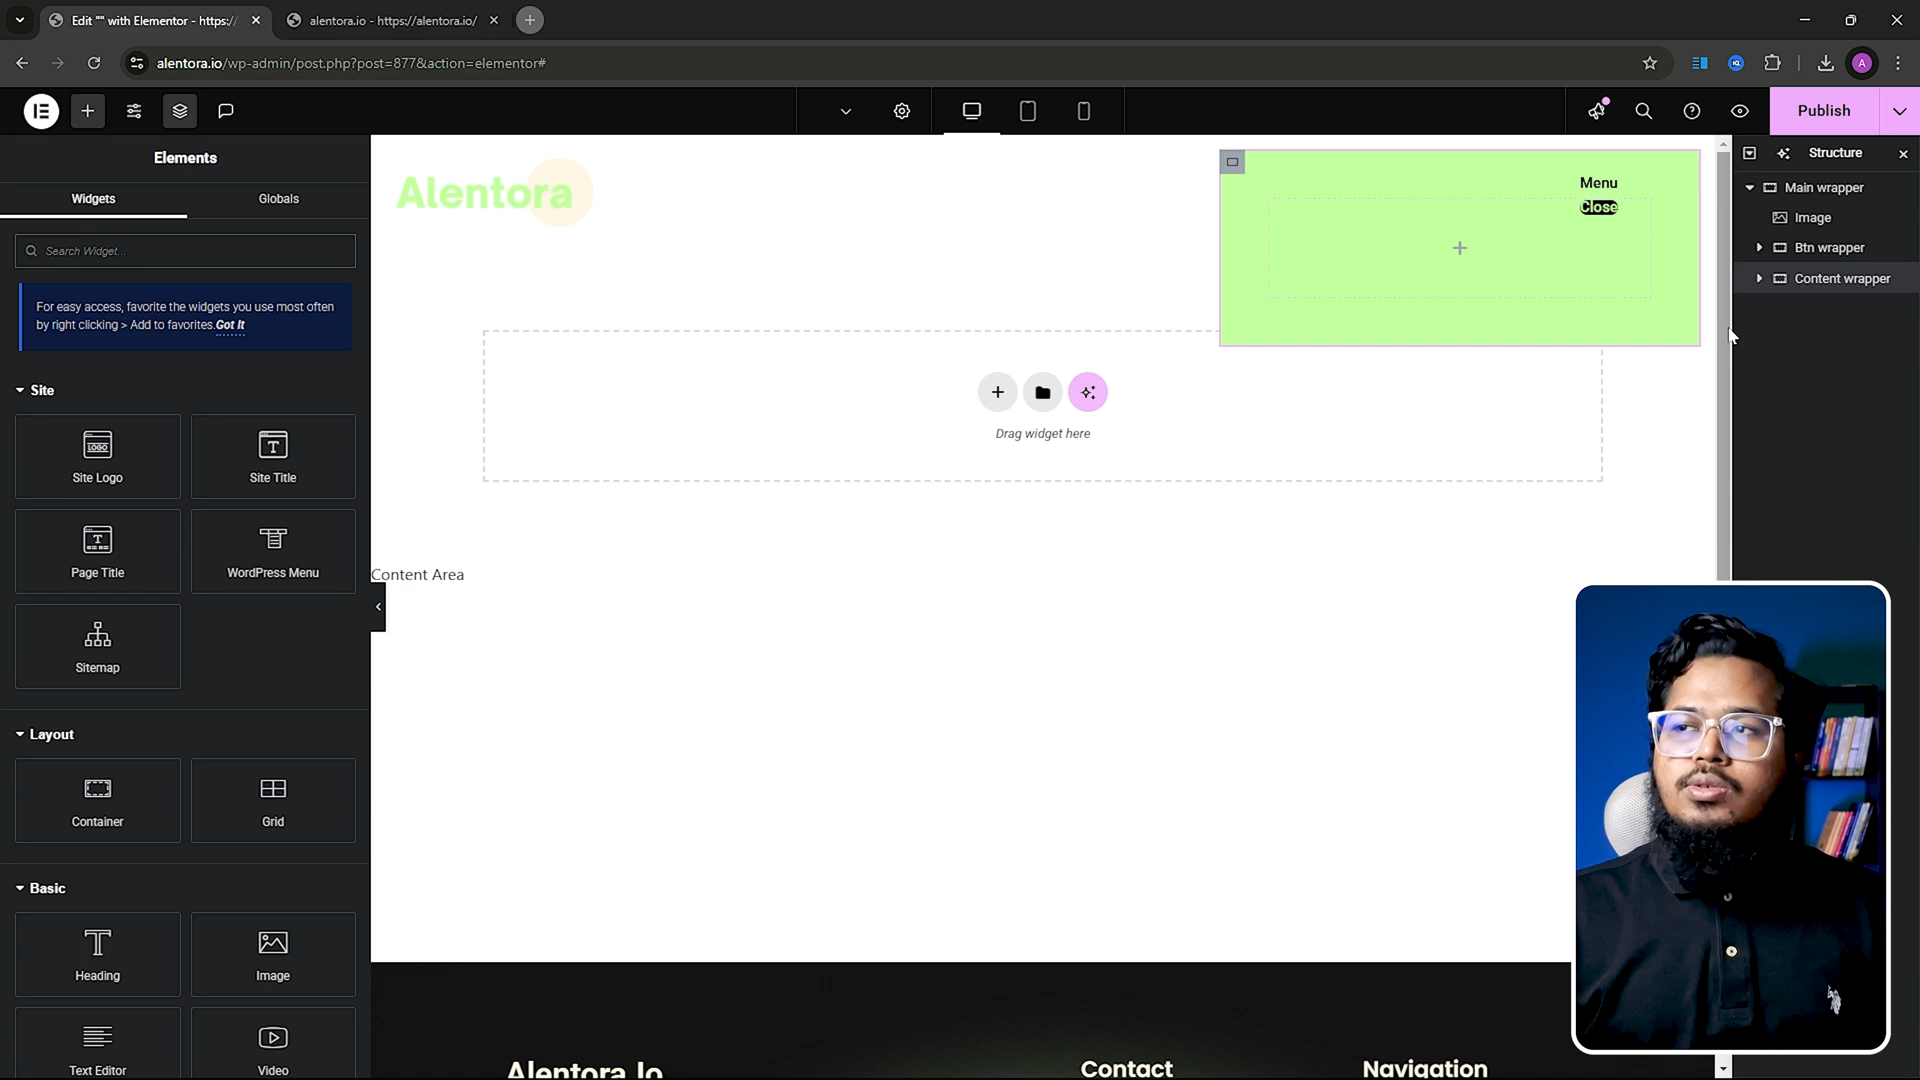 Edit "" with Elementor - https:/
alentora.io - https://alentora.io/
alentora.io/wp-admin/post.php?post=877&action=elementor#
A
Publish
Elements
Widgets
Globals
Search Widget...
For easy access, favorite the widgets you use most often
by right clicking > Add to favorites.Got It
Site
LOGO
Site Logo
Site Title
Page Title
WordPress Menu
Sitemap
Layout
Container
Grid
Basic
Heading
Image
Text Editor
Video
Alentora
Menu
Close
Drag widget here
Content Area
Alentora Io
Contact
Navigation
Structure
Main wrapper
Image
Btn wrapper
Content wrapper